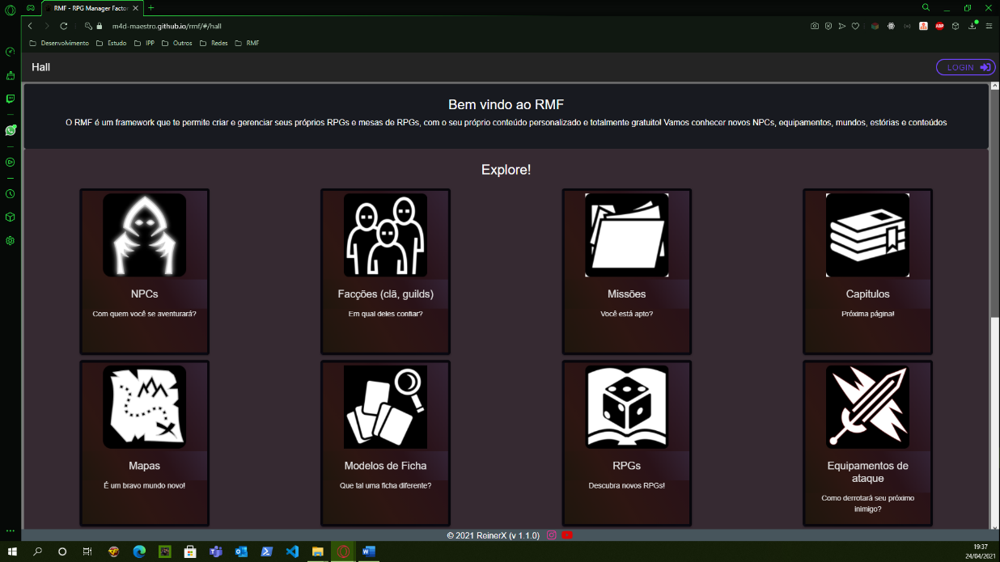 RMF - RPG Manager Factor
m4d-maestro.github.io/rmf/#/hall
ABP
Desenvolvimento
Estudo
IPP
Outros
Redes
RMF
Hall
LOGIN
Bem vindo ao RMF
O RMF é um framework que te permite criar e gerenciar seus próprios RPGs e mesas de RPGs, com o seu próprio conteúdo personalizado e totalmente gratuito! Vamos conhecer novos NPCs, equipamentos, mundos, estórias e conteúdos
Explore!
NPCs
Com quem você se aventurará?
Facções (clã, guilds)
Em qual deles confiar?
Missões
Você está apto?
Capitulos
Próxima página!
Mapas
É um bravo mundo novo!
Modelos de Ficha
Que tal uma ficha diferente?
RPGs
Descubra novos RPGs!
Equipamentos de
ataque
Como derrotará seu próximo
inimigo?
© 2021 ReinerX (v 1.1.0)
19:37
24/04/2021